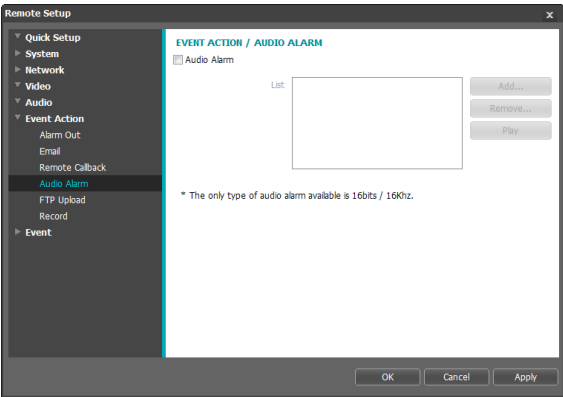 Remote Setup
x
Quick Setup
System
Network
Video
Audio
Event Action
Alarm Out
Email
Remote Callback
Audio Alarm
FTP Upload
Record
Event
EVENT ACTION / AUDIO ALARM
Audio Alarm
List
Add...
Remove...
Play
* The only type of audio alarm available is 16bits / 16Khz.
OK
Cancel
Apply